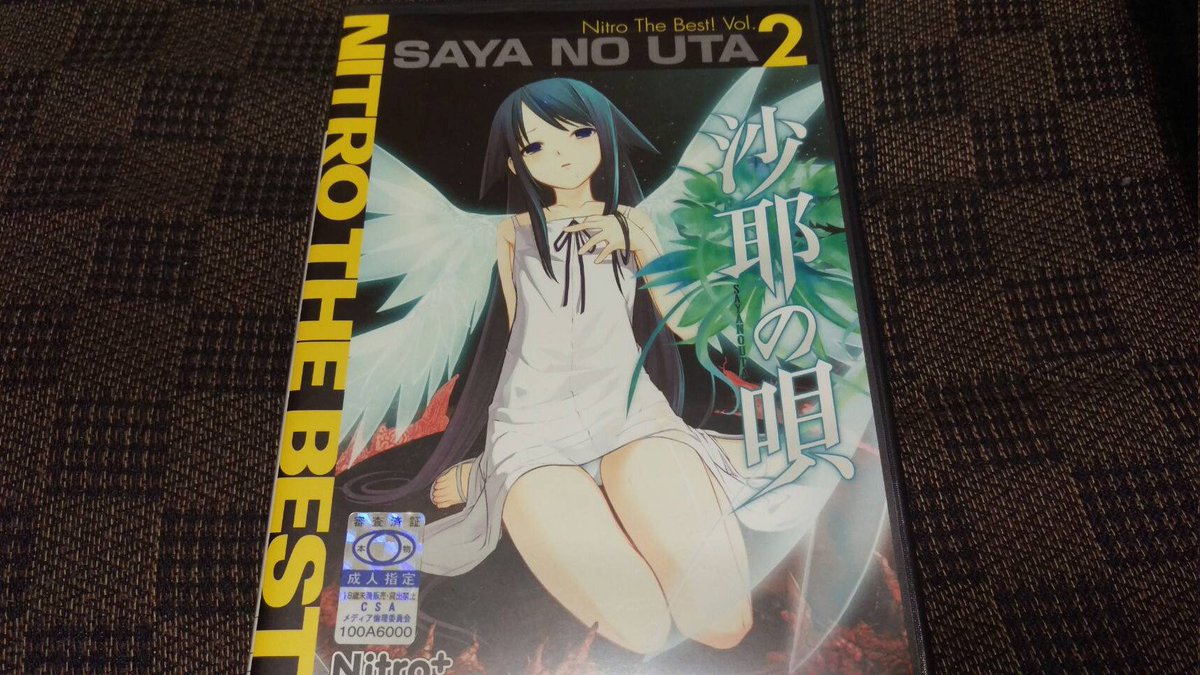 Nitro The Best! Vol.2
SAYA NO UTA
NITRO THE BEST
沙耶の唄
SAYANOUTA
審査済証
本物
成人指定
18歳未満販売・貸出禁止
CSA
メディア倫理委員会
100A6000
Nitro+